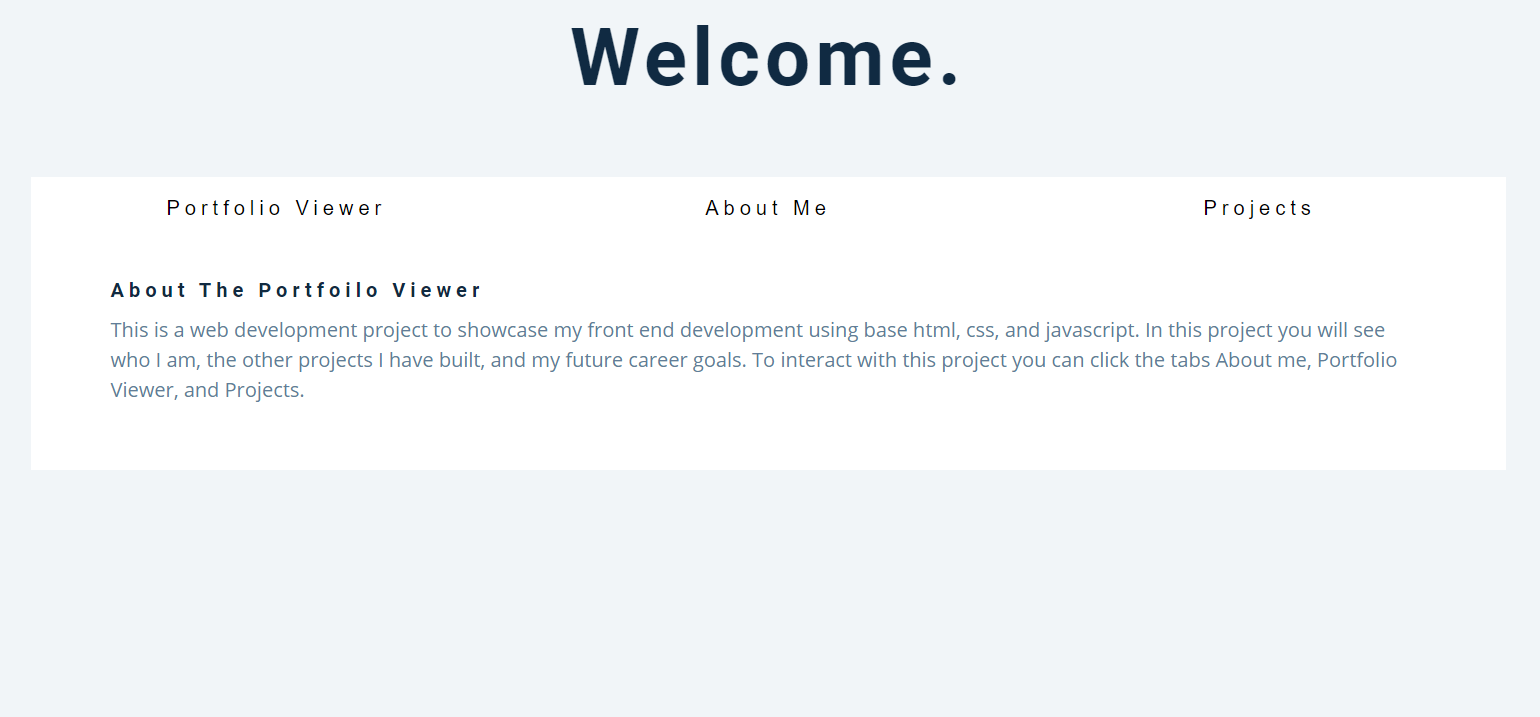 Welcome.
Portfolio Viewer About Me Projects
About The Portfoilo Viewer
This is a web development project to showcase my front end development using base html, css, and javascript. In this project you will see
who I am, the other projects I have built, and my future career goals. To interact with this project you can click the tabs About me, Portfolio
Viewer, and Projects.